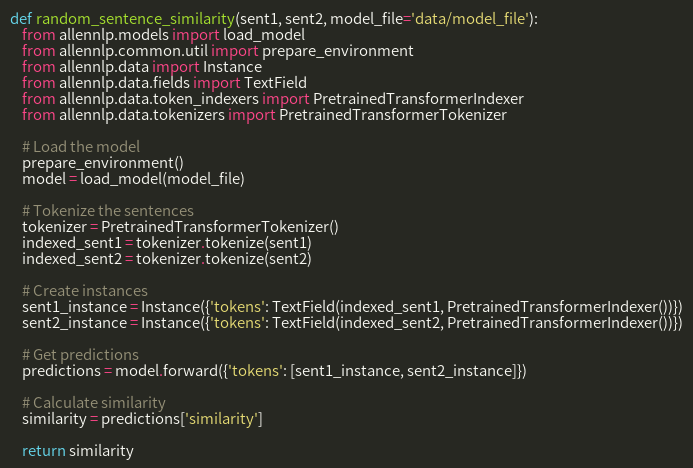 def random_sentence_similarity(sent1, sent2, model_file='data/model_file'):
from allennlp.models import load_model
from allennlp.common.util import prepare_environment
from allennlp.data import Instance
from allennlp.data.fields import TextField
from allennlp.data.token_indexers import PretrainedTransformerIndexer
from allennlp.data.tokenizers import PretrainedTransformerTokenizer
# Load the model
prepare_environment()
model = load_model(model_file)
# Tokenize the sentences
tokenizer = PretrainedTransformerTokenizer()
indexed_sent1 = tokenizer.tokenize(sent1)
indexed_sent2 = tokenizer.tokenize(sent2)
# Create instances
sent1_instance = Instance({'tokens': TextField(indexed_sent1, PretrainedTransformerIndexer())})
sent2_instance = Instance({'tokens': TextField(indexed_sent2, PretrainedTransformerIndexer())})
# Get predictions
predictions = model.forward({'tokens': [sent1_instance, sent2_instance]})
# Calculate similarity
similarity = predictions['similarity']
return similarity